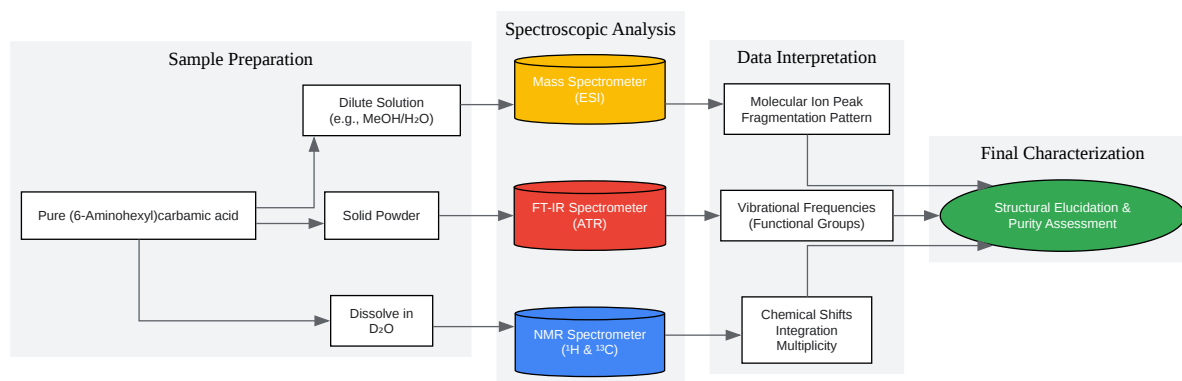 Sample Preparation
Pure (6-Aminohexyl)carbamic acid
Dilute Solution
(e.g., MeOH/H₂O)
Solid Powder
Dissolve in
D₂O
Spectroscopic Analysis
Mass Spectrometer
(ESI)
FT-IR Spectrometer
(ATR)
NMR Spectrometer
(¹H & ¹³C)
Data Interpretation
Molecular Ion Peak
Fragmentation Pattern
Vibrational Frequencies
(Functional Groups)
Chemical Shifts
Integration
Multiplicity
Final Characterization
Structural Elucidation &
Purity Assessment